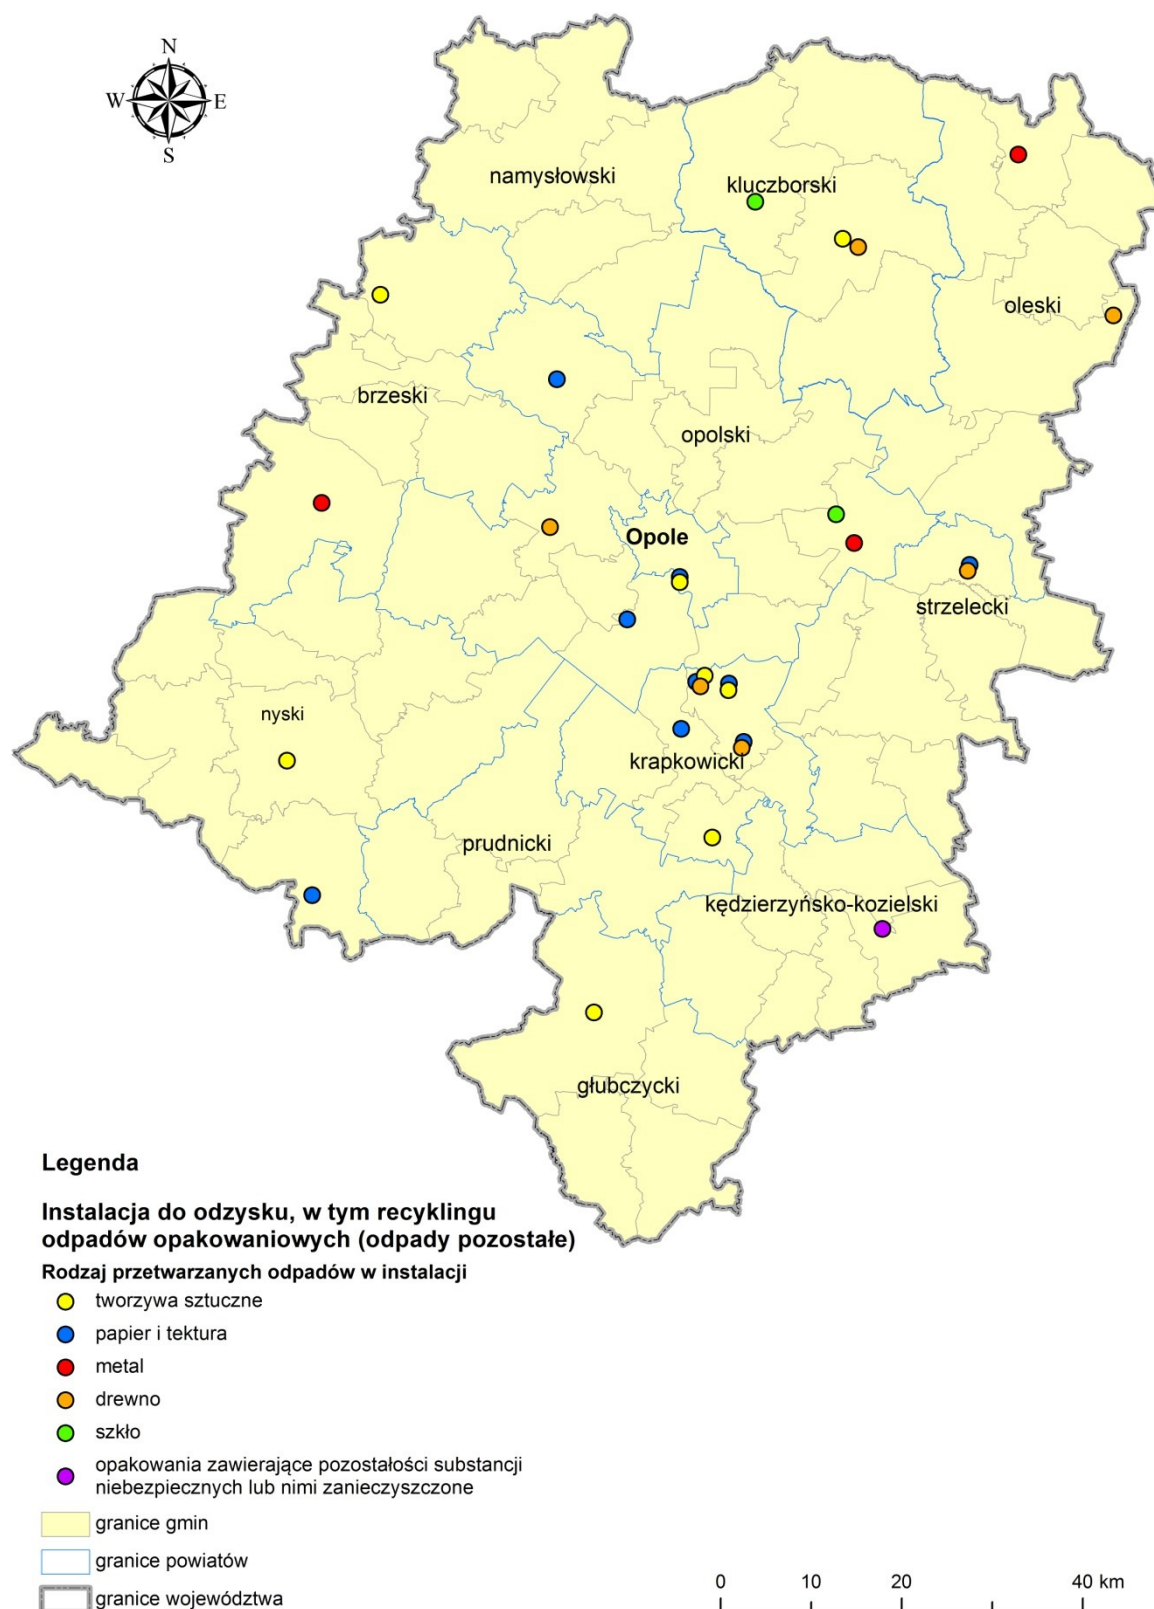 N
W E
S
namysłowski
kluczborski
oleski
brzeski
opolski
Opole
strzelecki
nyski
krapkowicki
prudnicki
kędzierzyńsko-kozielski
głubczycki
Legenda
Instalacja do odzysku, w tym recyklingu
odpadów opakowaniowych (odpady pozostałe)
Rodzaj przetwarzanych odpadów w instalacji
tworzywa sztuczne
papier i tektura
metal
drewno
szkło
opakowania zawierające pozostałości substancji
niebezpiecznych lub nimi zanieczyszczone
granice gmin
granice powiatów
granice województwa
0 10 20 40 km